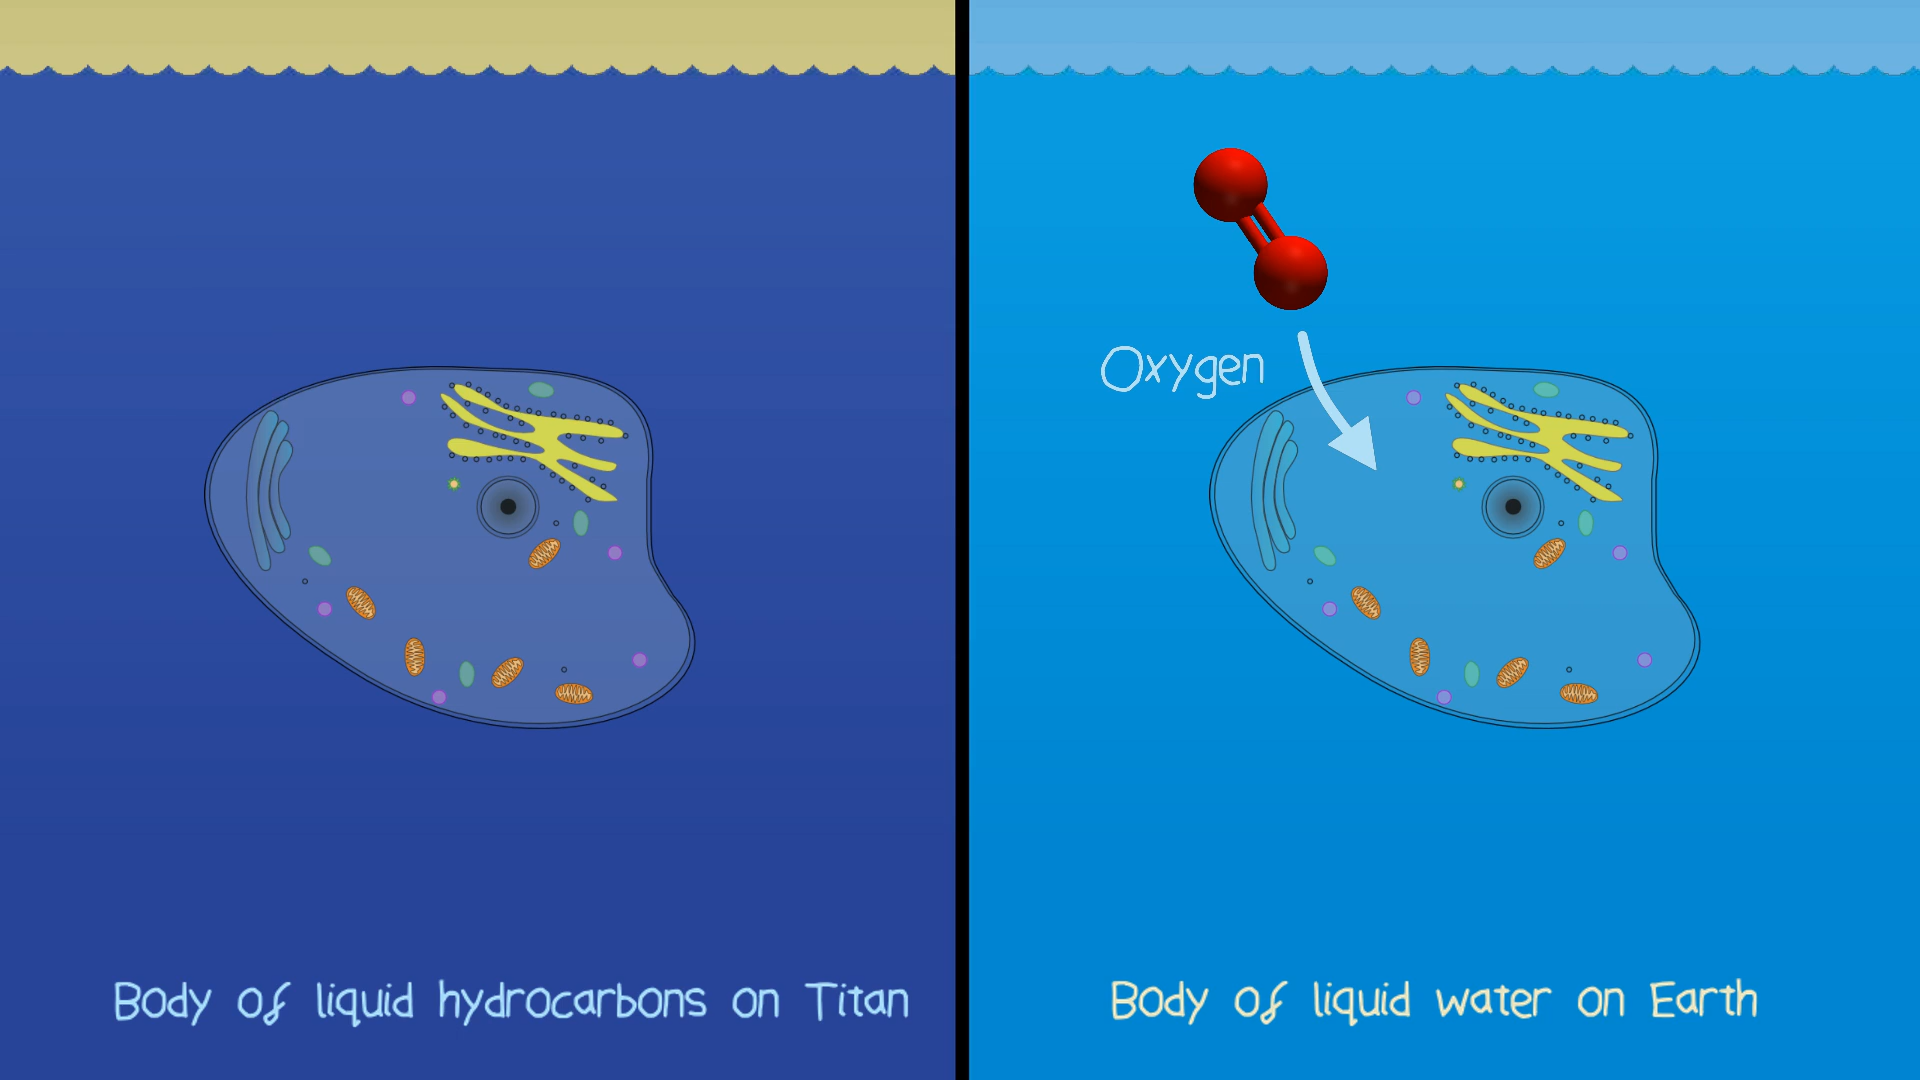 Oxygen
Body of liquid hydrocarbons on Titan
Body of liquid water on Earth